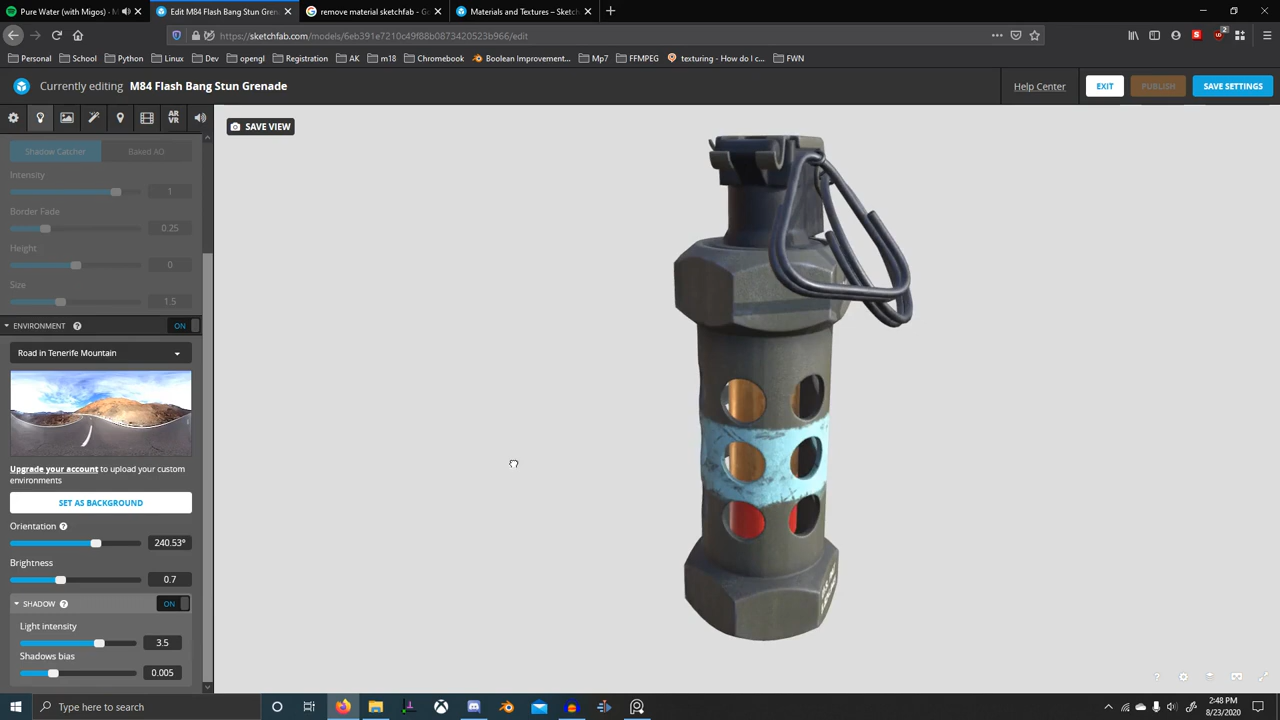 Pure Water (with Migos) •
Edit M84 Flash Bang Stun Gren
remove material sketchfab - Go
Materials and Textures – Sketch
https://sketchfab.com/models/6eb391e7210c49f88b0873420523b966/edit
Personal
School
Python
Linux
Dev
opengl
Registration
AK
m18
Chromebook
Boolean Improvement...
Mp7
FFMPEG
texturing - How do i c...
FWN
Currently editing M84 Flash Bang Stun Grenade
Help Center
EXIT
PUBLISH
SAVE SETTINGS
AR
VR
SAVE VIEW
Shadow Catcher
Baked AO
Intensity
1
Border Fade
0.25
Height
0
Size
1.5
ENVIRONMENT ?
ON
Road in Tenerife Mountain
Upgrade your account to upload your custom
environments
SET AS BACKGROUND
Orientation ?
240.53°
Brightness
0.7
SHADOW ?
ON
Light intensity
3.5
Shadows bias
0.005
?
Type here to search
2:48 PM
8/23/2020